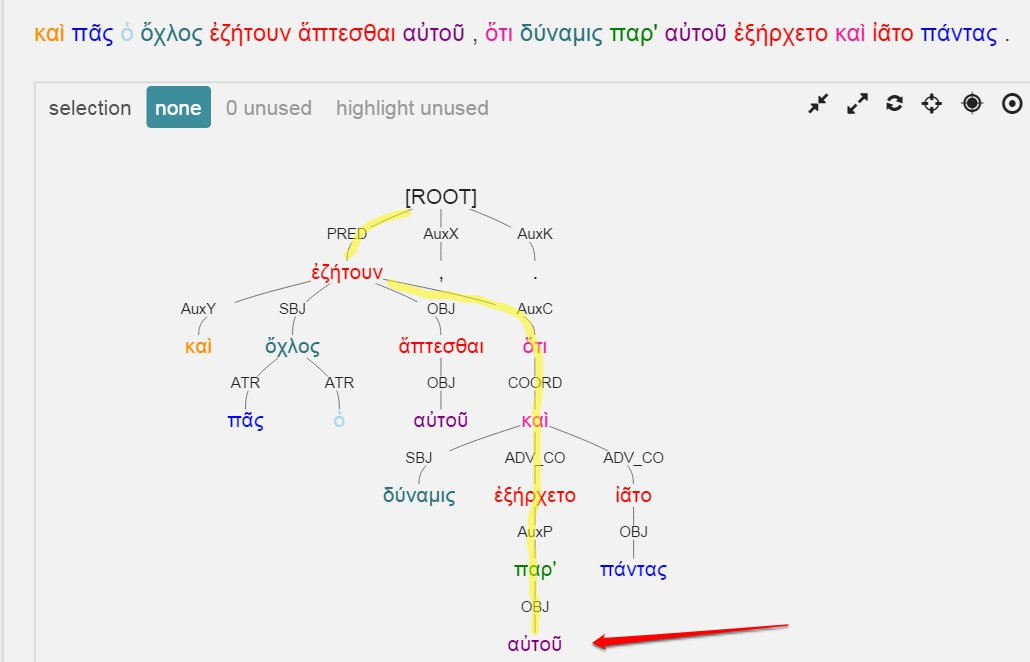 καὶ πᾶς ὁ ὄχλος ἐζήτουν ἅπτεσθαι αὐτοῦ , ὅτι δύναμις παρ' αὐτοῦ ἐξήρχετο καὶ ἰᾶτο πάντας .
selection none 0 unused highlight unused
[ROOT]
PRED AuxX AuxK
ἐζήτουν , .
AuxY SBJ OBJ AuxC
καὶ ὄχλος ἅπτεσθαι ὅτι
ATR ATR OBJ COORD
πᾶς ὁ αὐτοῦ καὶ
SBJ ADV_CO ADV_CO
δύναμις ἐξήρχετο ἰᾶτο
AuxP OBJ
παρ' πάντας
OBJ
αὐτοῦ